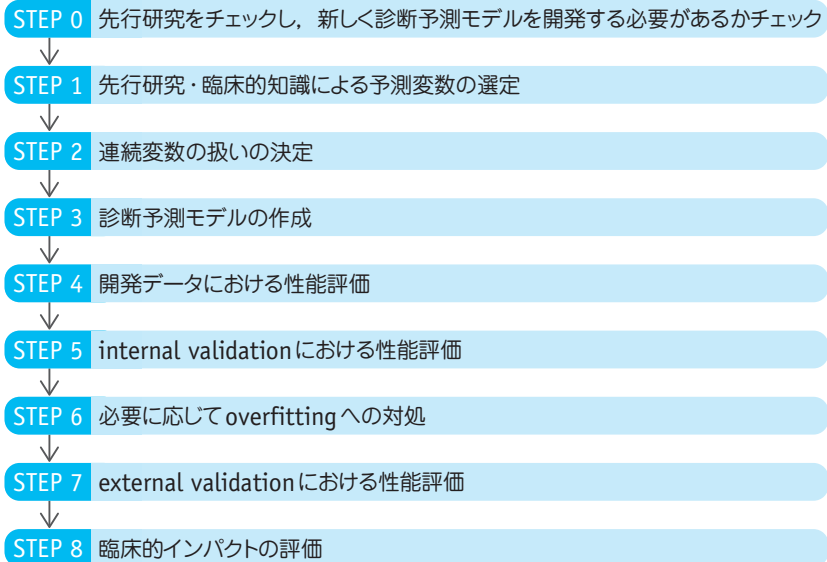 STEP 0 先行研究をチェックし，新しく診断予測モデルを開発する必要があるかチェック
STEP 1 先行研究・臨床的知識による予測変数の選定
STEP 2 連続変数の扱いの決定
STEP 3 診断予測モデルの作成
STEP 4 開発データにおける性能評価
STEP 5 internal validationにおける性能評価
STEP 6 必要に応じてoverfittingへの対処
STEP 7 external validationにおける性能評価
STEP 8 臨床的インパクトの評価